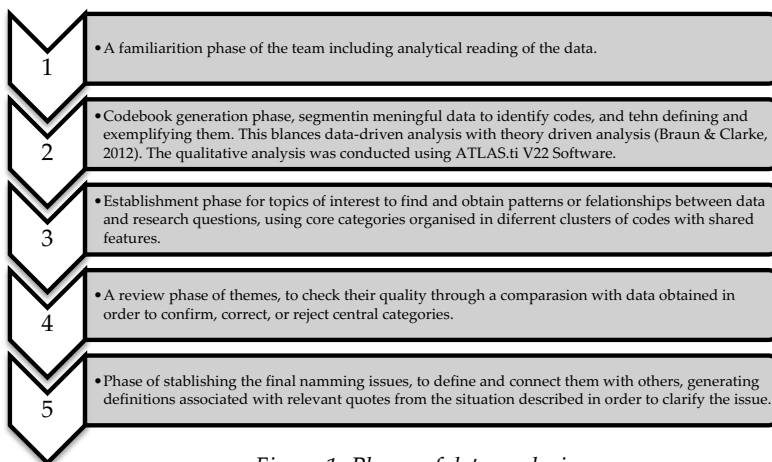 1
• A familiarition phase of the team including analytical reading of the data.
2
• Codebook generation phase, segmentin meningful data to identify codes, and tehn defining and
exemplifying them. This blances data-driven analysis with theory driven analysis (Braun & Clarke,
2012). The qualitative analysis was conducted using ATLAS.ti V22 Software.
3
• Establishment phase for topics of interest to find and obtain patterns or felationships between data
and research questions, using core categories organised in diferrent clusters of codes with shared
features.
4
• A review phase of themes, to check their quality through a comparasion with data obtained in
order to confirm, correct, or reject central categories.
5
• Phase of stablishing the final namming issues, to define and connect them with others, generating
definitions associated with relevant quotes from the situation described in order to clarify the issue.